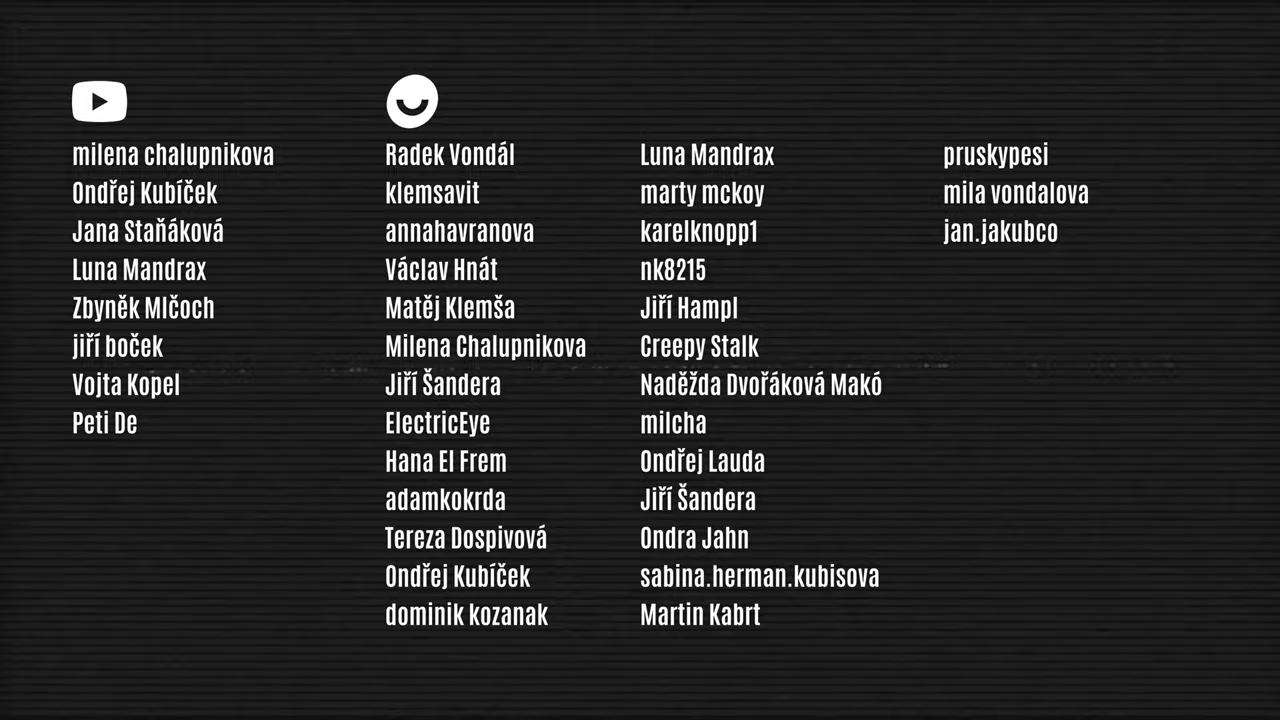 milena chalupnikova
Ondřej Kubíček
Jana Staňáková
Luna Mandrax
Zbyněk Mlčoch
jiří boček
Vojta Kopel
Peti De
Radek Vondál
klemsavit
annahavranova
Václav Hnát
Matěj Klemša
Milena Chalupnikova
Jiří Šandera
ElectricEye
Hana El Frem
adamkokrda
Tereza Dospivová
Ondřej Kubíček
dominik kozanak
Luna Mandrax
marty mckoy
karelknopp1
nk8215
Jiří Hampl
Creepy Stalk
Naděžda Dvořáková Makó
milcha
Ondřej Lauda
Jiří Šandera
Ondra Jahn
sabina.herman.kubisova
Martin Kabrt
pruskypesi
mila vondalova
jan.jakubco